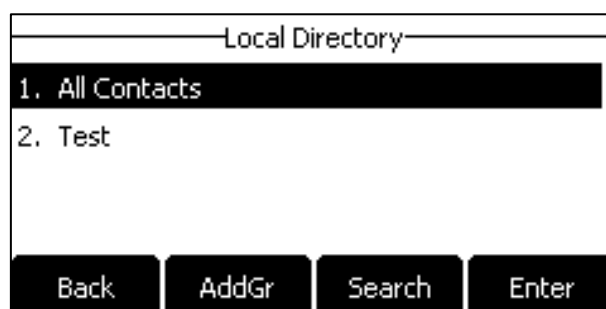 Local Directory
1. All Contacts
2. Test
Back AddGr Search Enter